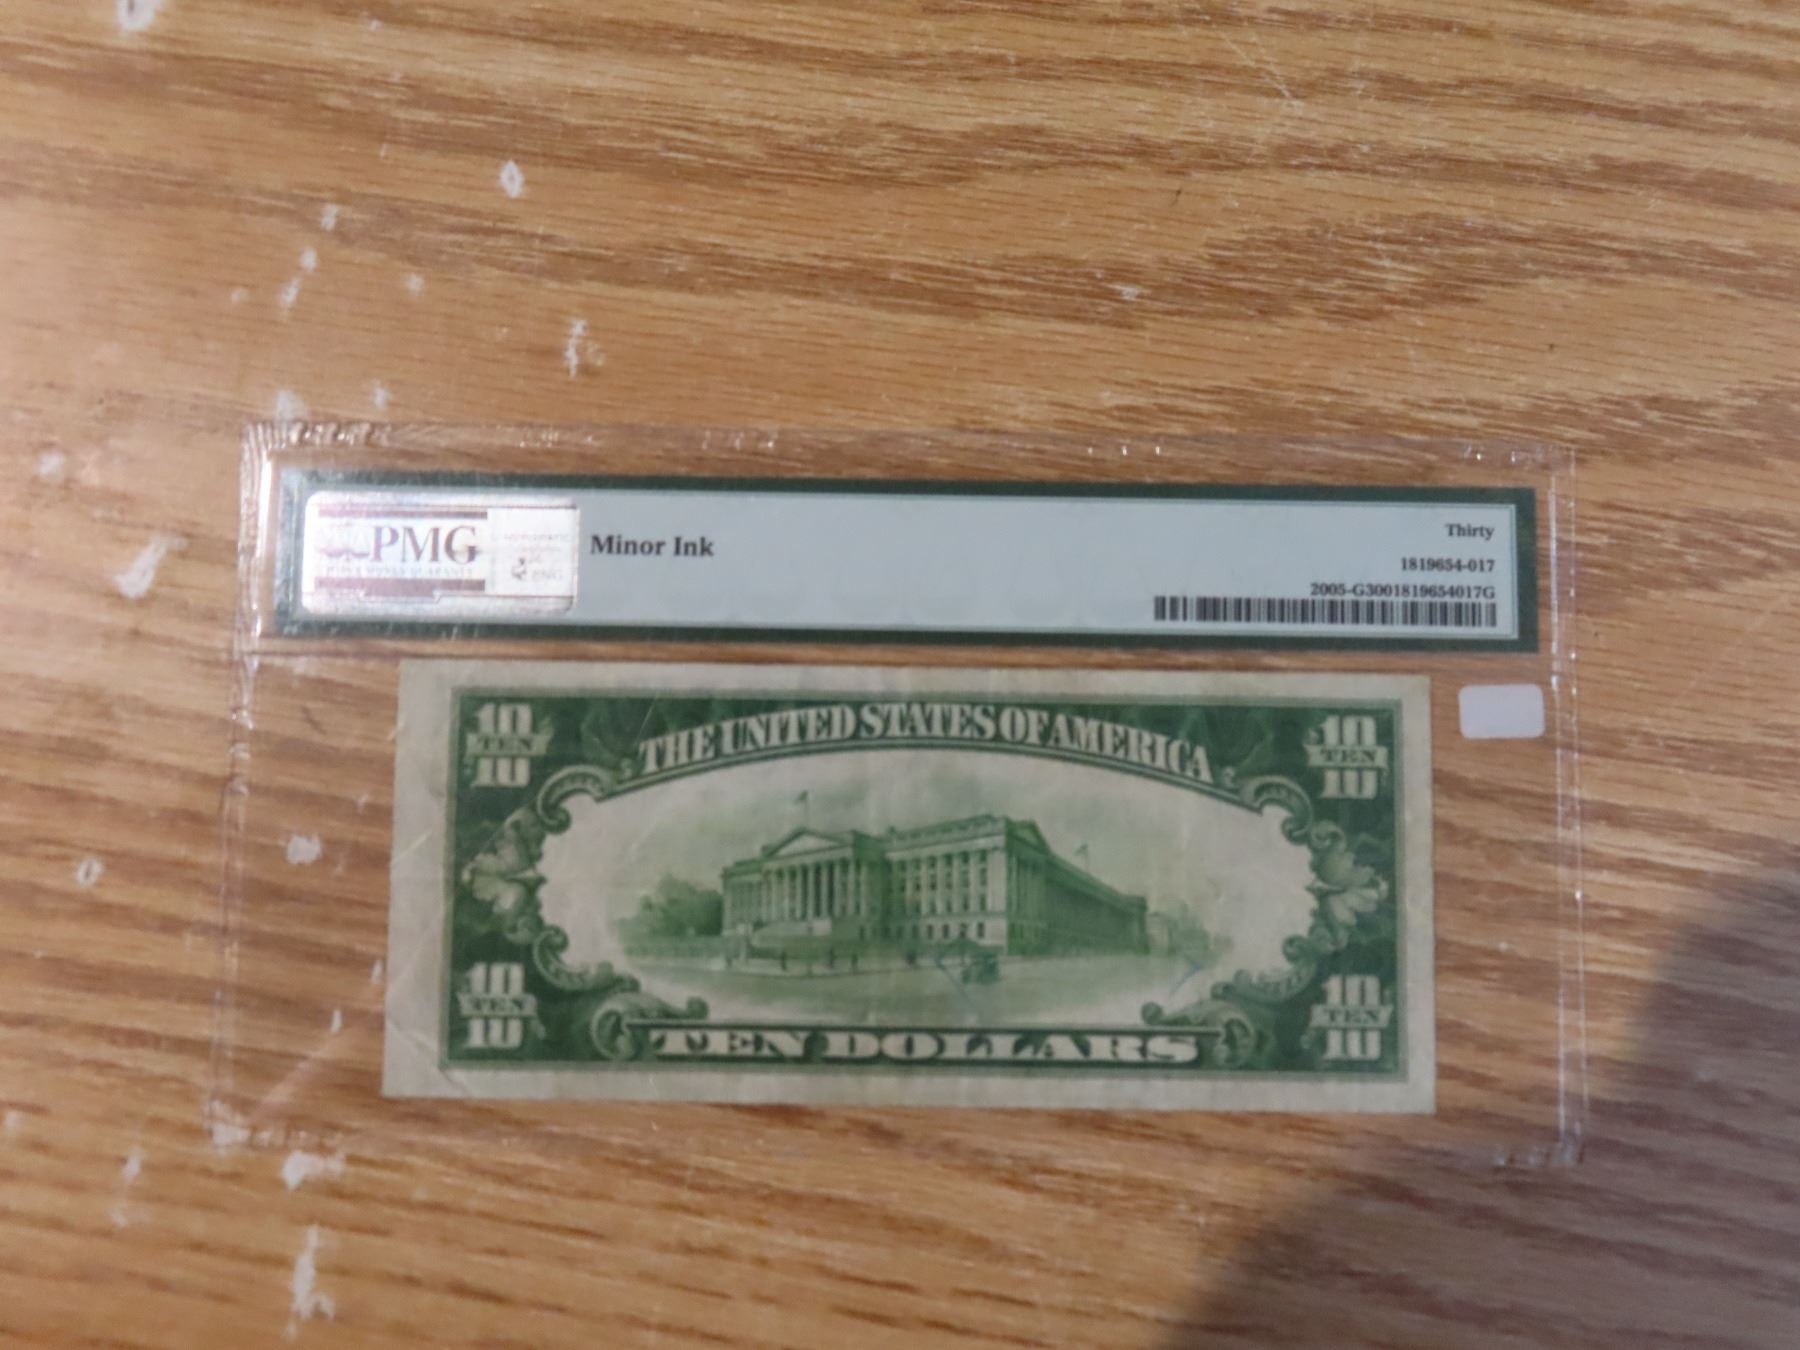 PMG
Minor Ink
Thirty
1819654-017
2005-G3001819654017G
THE UNITED STATES OF AMERICA
10 TEN 10
$10 TEN 10
10 TEN 10
10 TEN 10
TEN DOLLARS